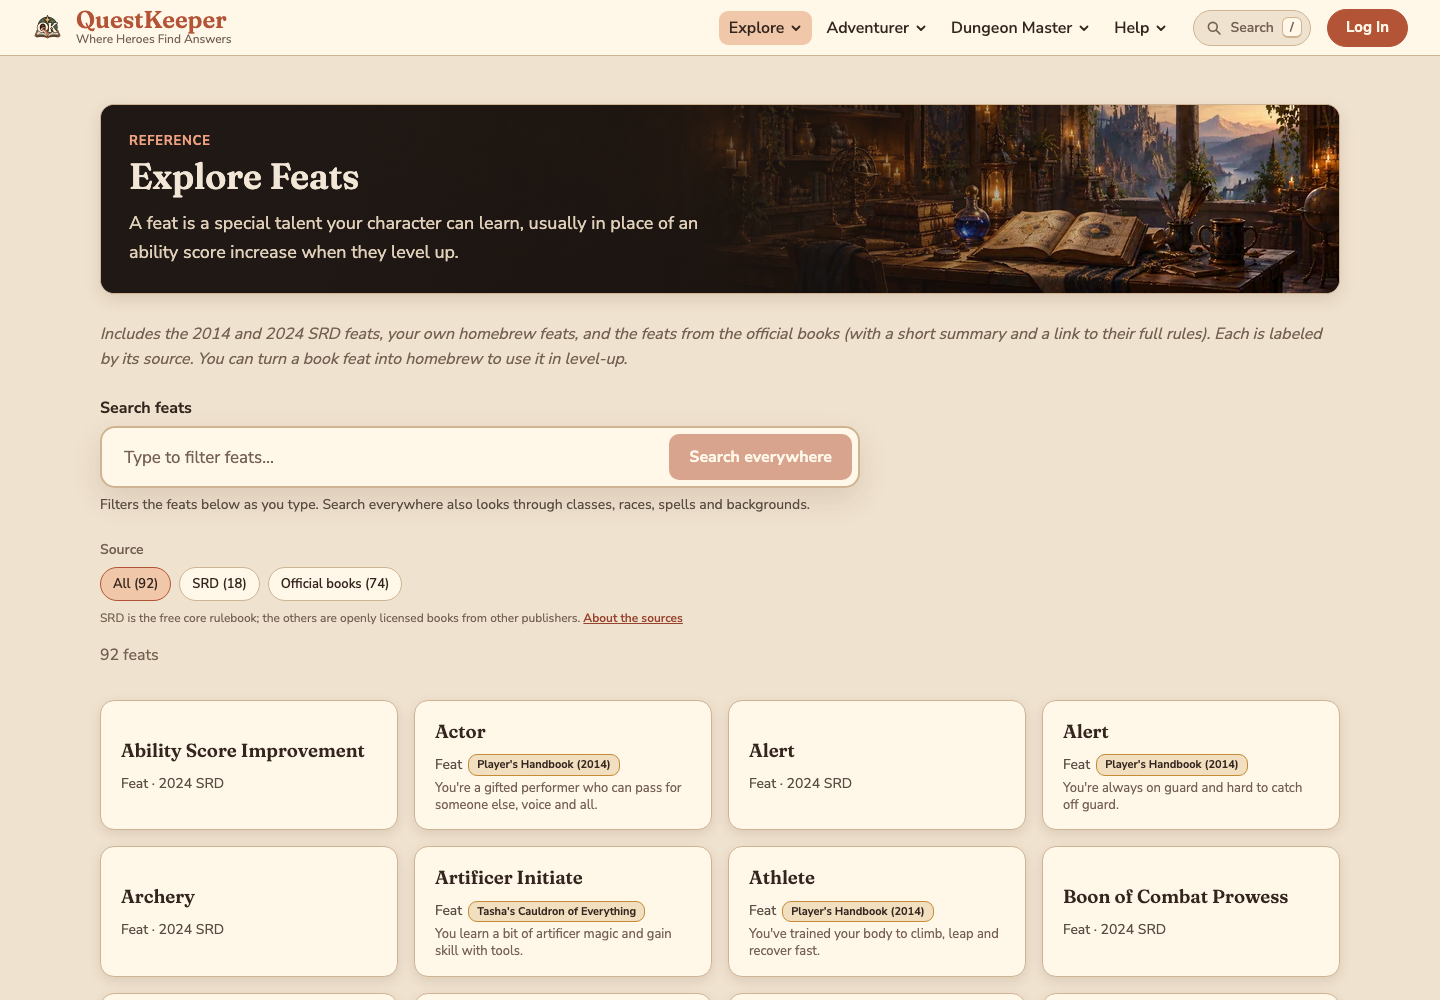 QK
QuestKeeper
Where Heroes Find Answers
Explore
Adventurer
Dungeon Master
Help
Search /
Log In
REFERENCE
Explore Feats
A feat is a special talent your character can learn, usually in place of an
ability score increase when they level up.
Includes the 2014 and 2024 SRD feats, your own homebrew feats, and the feats from the official books (with a short summary and a link to their full rules). Each is labeled
by its source. You can turn a book feat into homebrew to use it in level-up.
Search feats
Type to filter feats...
Search everywhere
Filters the feats below as you type. Search everywhere also looks through classes, races, spells and backgrounds.
Source
All (92)
SRD (18)
Official books (74)
SRD is the free core rulebook; the others are openly licensed books from other publishers. About the sources
92 feats
Ability Score Improvement
Feat · 2024 SRD
Actor
Feat Player's Handbook (2014)
You're a gifted performer who can pass for
someone else, voice and all.
Alert
Feat · 2024 SRD
Alert
Feat Player's Handbook (2014)
You're always on guard and hard to catch
off guard.
Archery
Feat · 2024 SRD
Artificer Initiate
Feat Tasha's Cauldron of Everything
You learn a bit of artificer magic and gain
skill with tools.
Athlete
Feat Player's Handbook (2014)
You've trained your body to climb, leap and
recover fast.
Boon of Combat Prowess
Feat · 2024 SRD